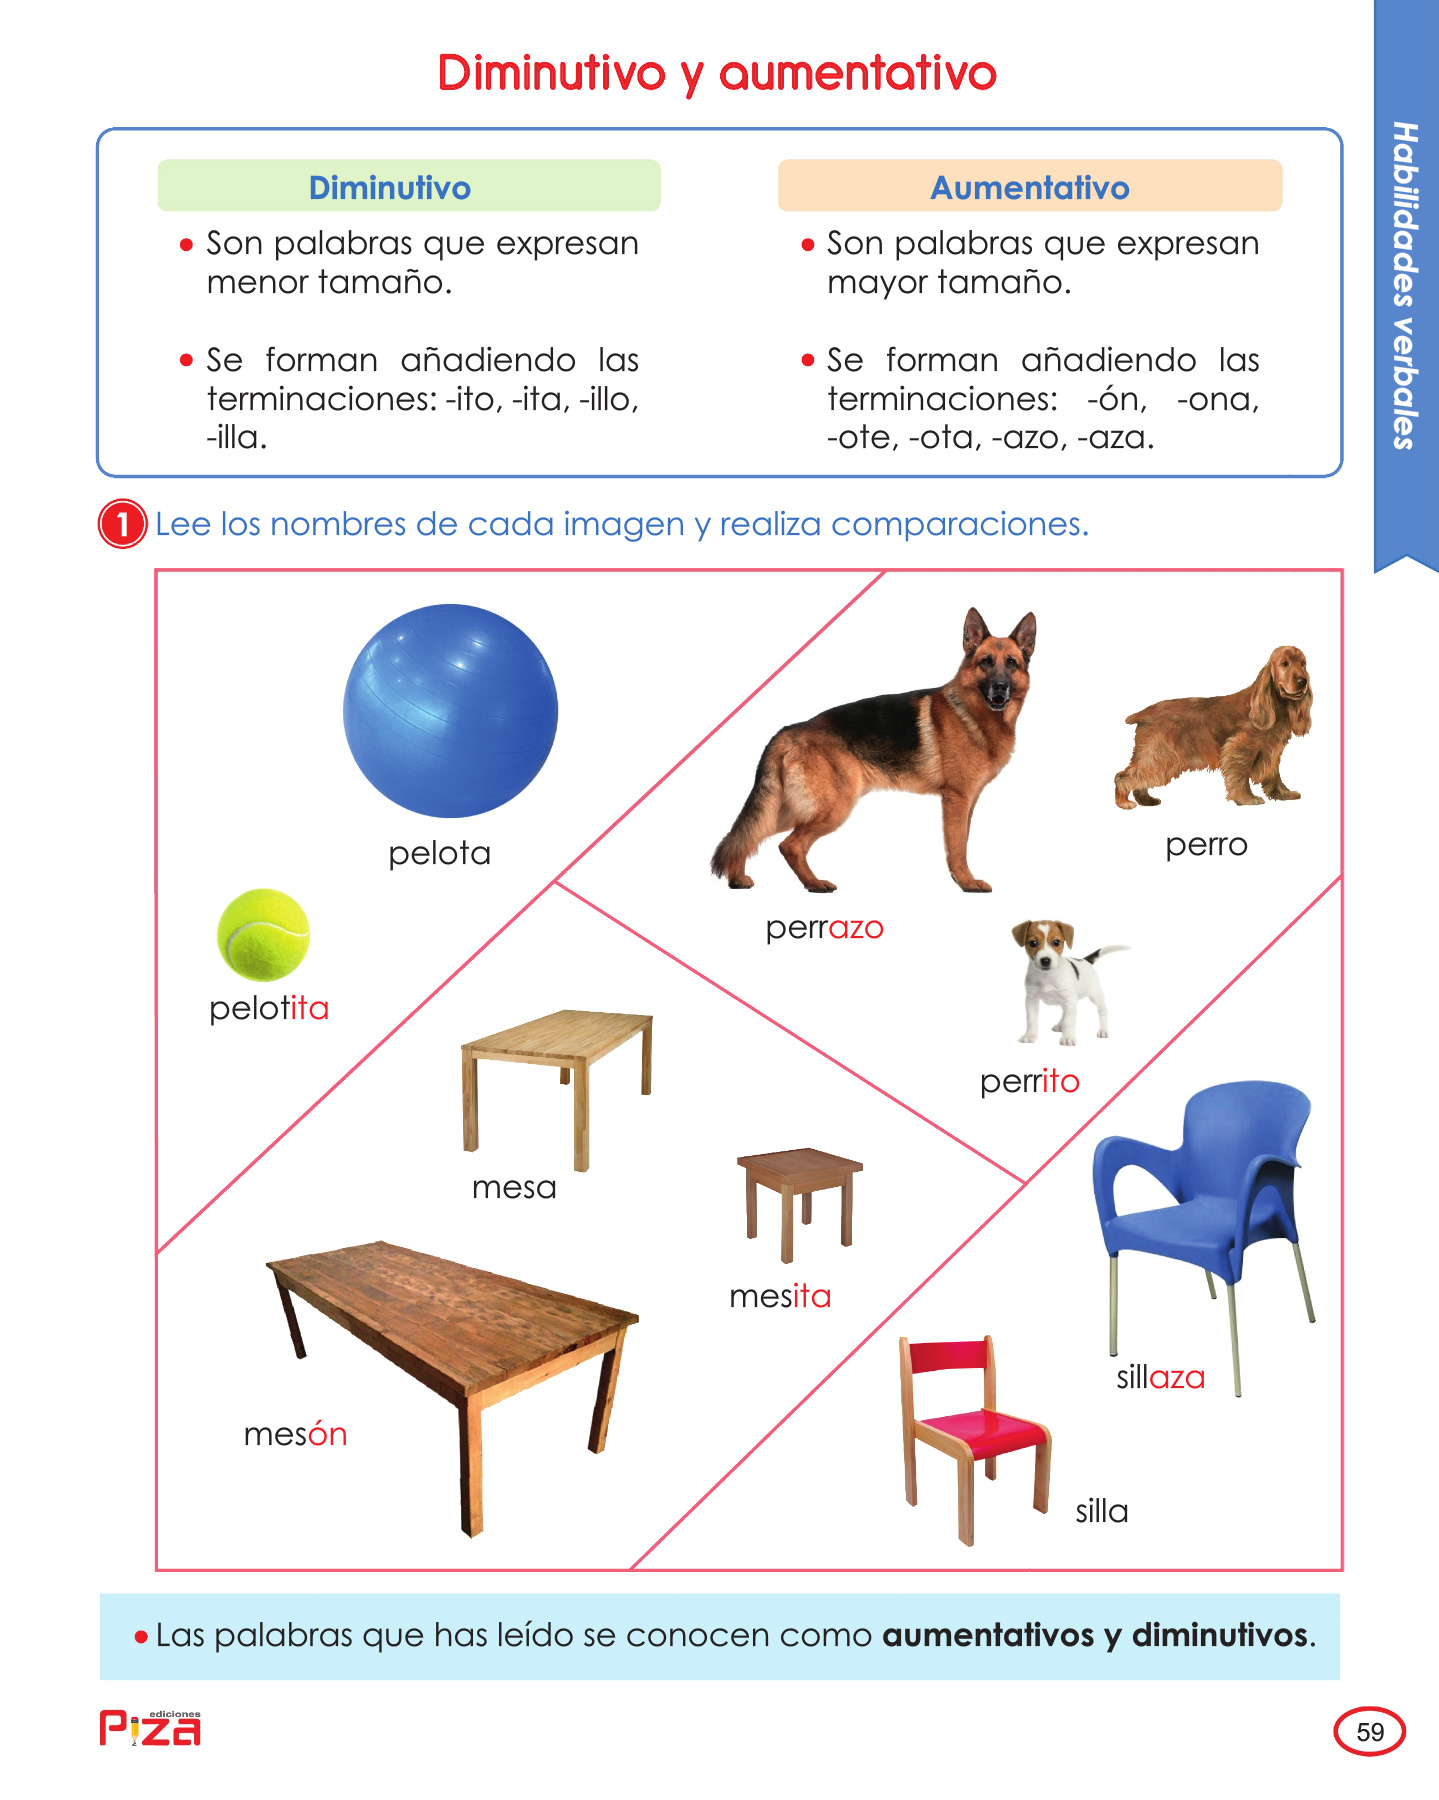 Diminutivo y aumentativo
Habilidades verbales
Diminutivo
• Son palabras que expresan
menor tamaño.
• Se forman añadiendo las
terminaciones: -ito, -ita, -illo,
-illa.
Aumentativo
• Son palabras que expresan
mayor tamaño.
• Se forman añadiendo las
terminaciones: -ón, -ona,
-ote, -ota, -azo, -aza.
1 Lee los nombres de cada imagen y realiza comparaciones.
pelota
pelotita
perrazo
perro
perrito
mesa
mesita
mesón
sillaza
silla
• Las palabras que has leído se conocen como aumentativos y diminutivos.
ediciones
Piza
59